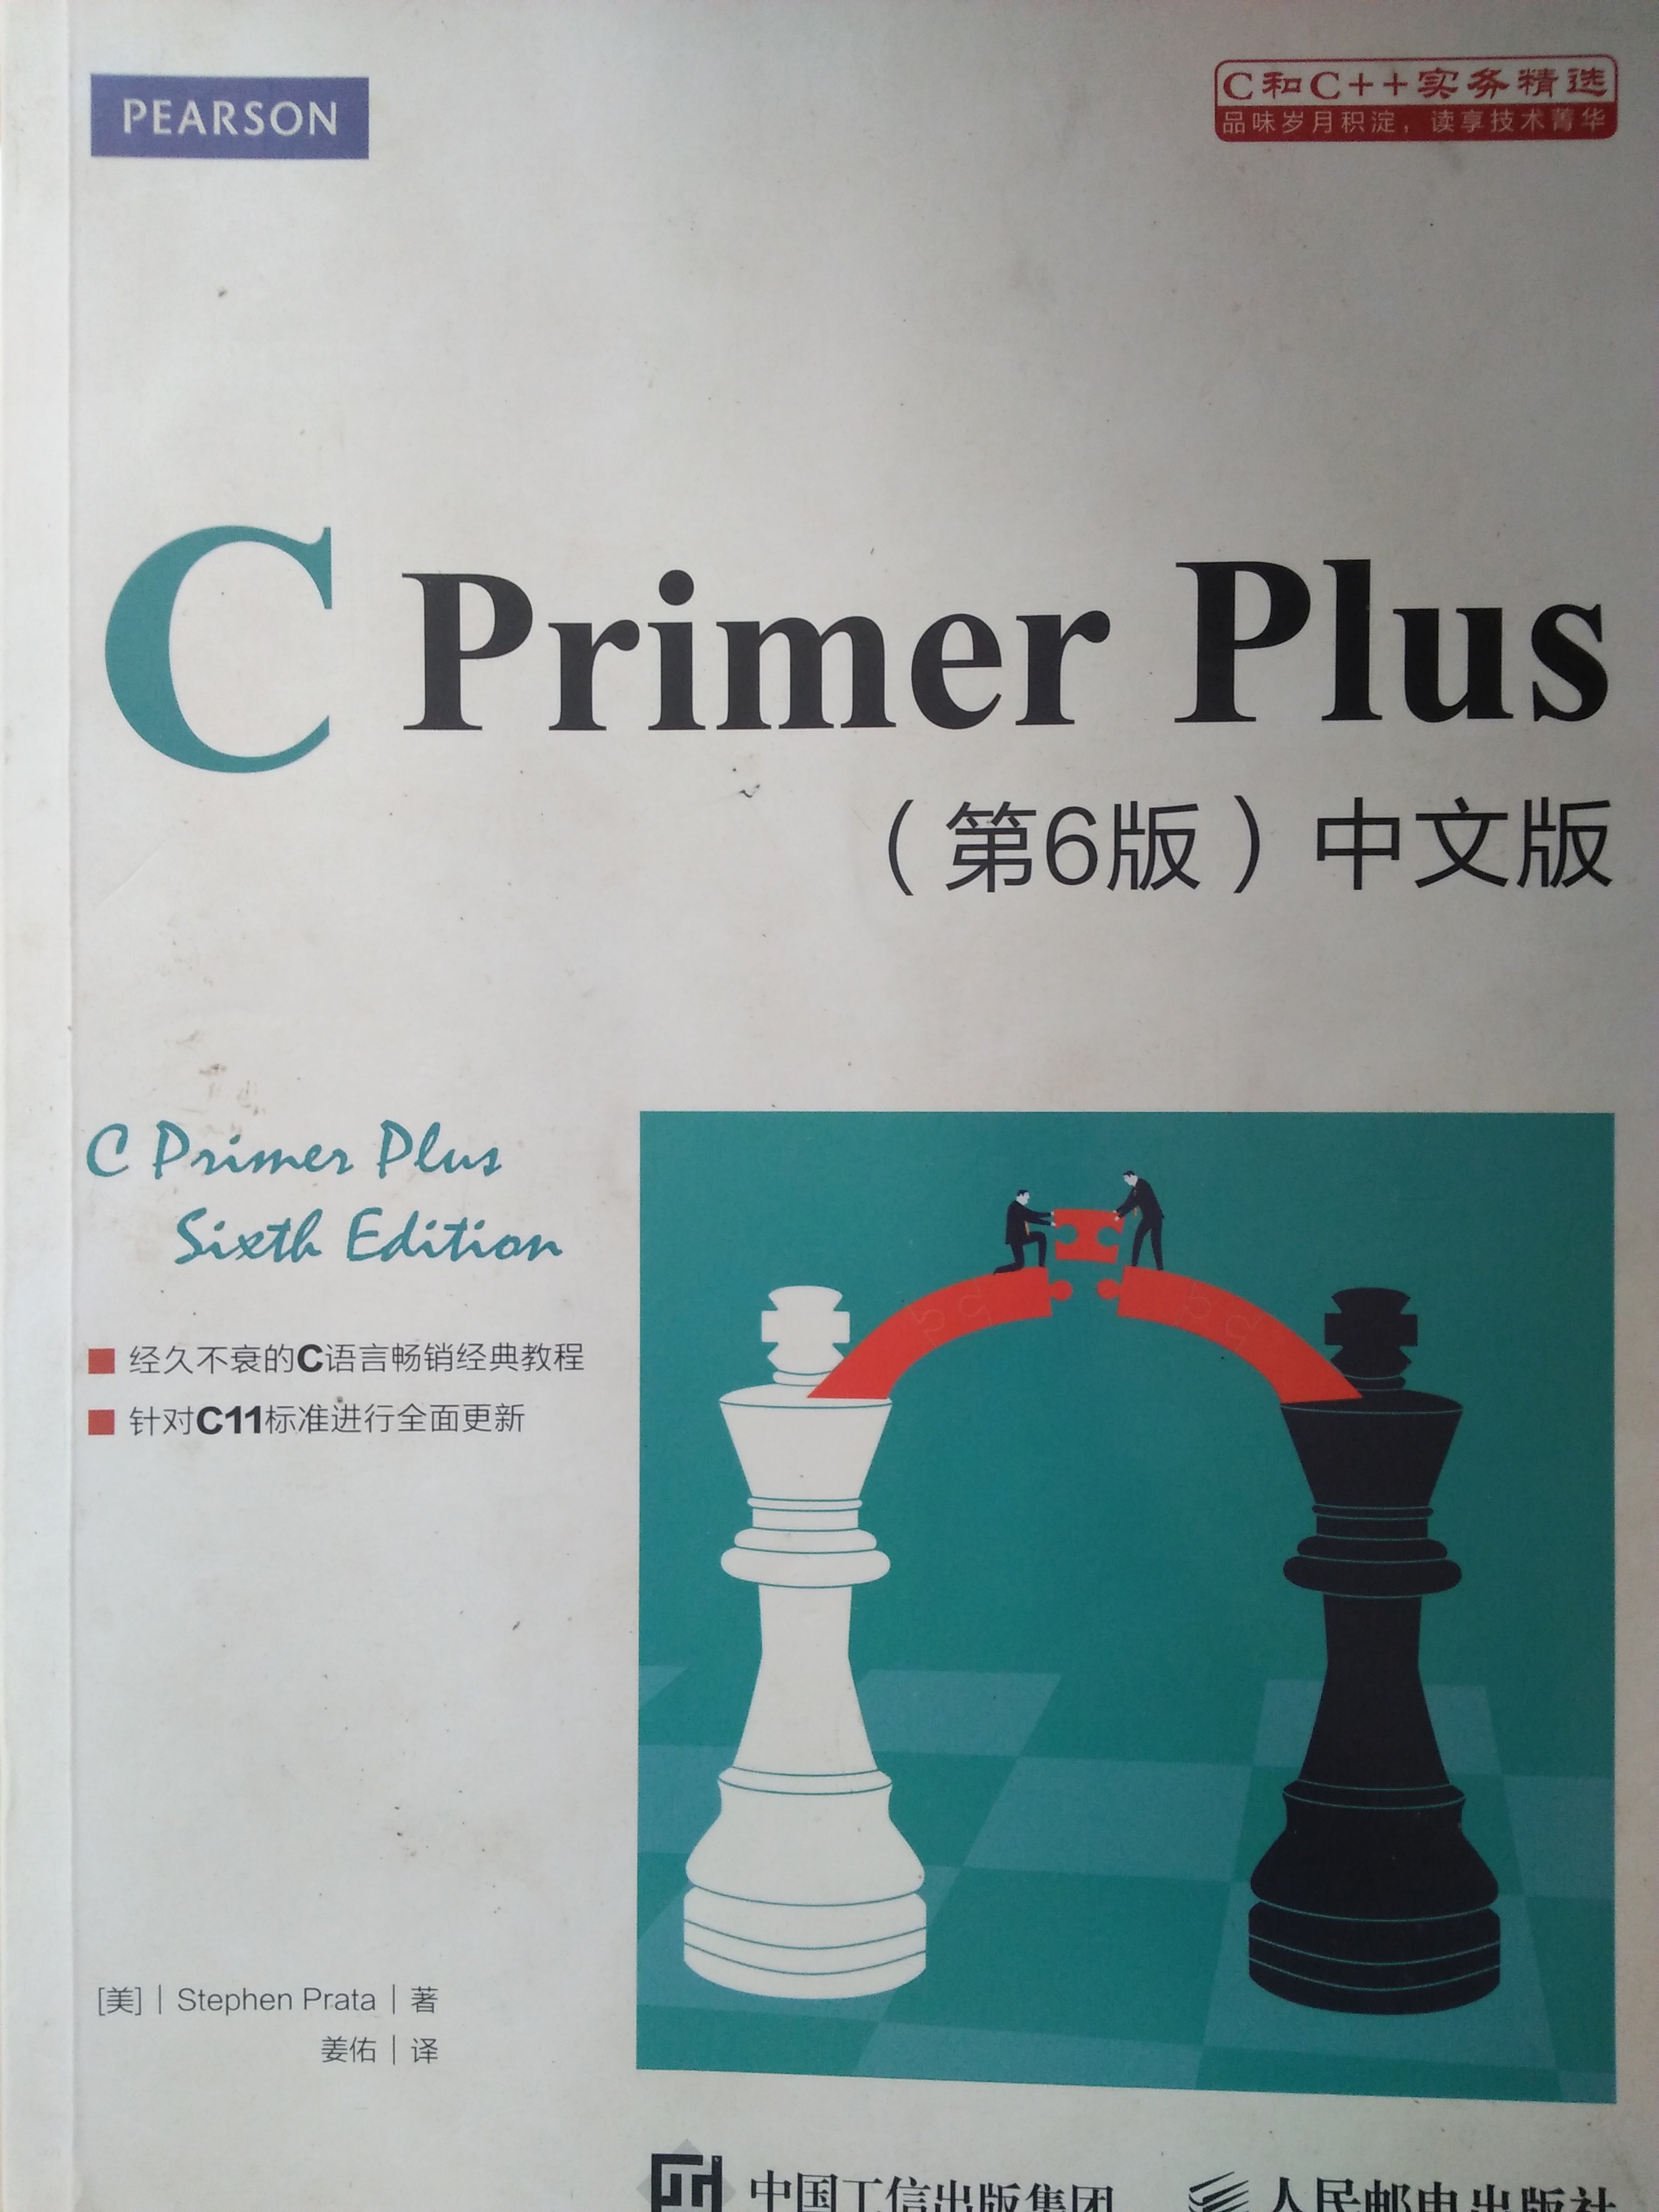 PEARSON
C和C++实务精选
品味岁月积淀，读享技术菁华
C Primer Plus
（第6版）中文版
C Primer Plus
Sixth Edition
经久不衰的C语言畅销经典教程
针对C11标准进行全面更新
[美]｜Stephen Prata｜著
姜佑｜译
中国工信出版集团
人民邮电出版社